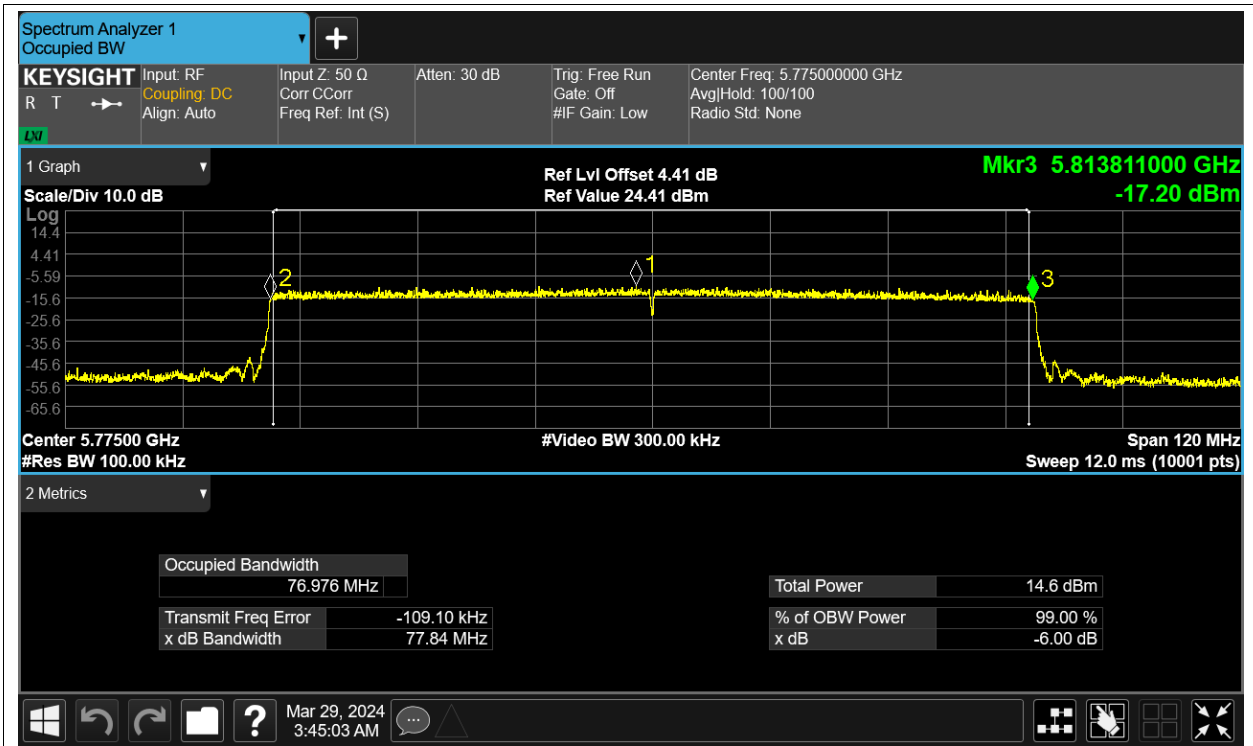 Spectrum Analyzer 1
Occupied BW
+
KEYSIGHT Input: RF Input Z: 50 Ω Atten: 30 dB Trig: Free Run Center Freq: 5.775000000 GHz
R T Coupling: DC Corr CCorr Gate: Off Avg|Hold: 100/100
Align: Auto Freq Ref: Int (S) #IF Gain: Low Radio Std: None
LXI
1 Graph
Ref Lvl Offset 4.41 dB Mkr3 5.813811000 GHz
Scale/Div 10.0 dB Ref Value 24.41 dBm -17.20 dBm
Log
14.4
4.41
1
-5.59
2 3
-15.6
-25.6
-35.6
-45.6
-55.6
-65.6
Center 5.77500 GHz #Video BW 300.00 kHz Span 120 MHz
#Res BW 100.00 kHz Sweep 12.0 ms (10001 pts)
2 Metrics
Occupied Bandwidth
76.976 MHz Total Power 14.6 dBm
Transmit Freq Error -109.10 kHz % of OBW Power 99.00 %
x dB Bandwidth 77.84 MHz x dB -6.00 dB
? Mar 29, 2024
3:45:03 AM